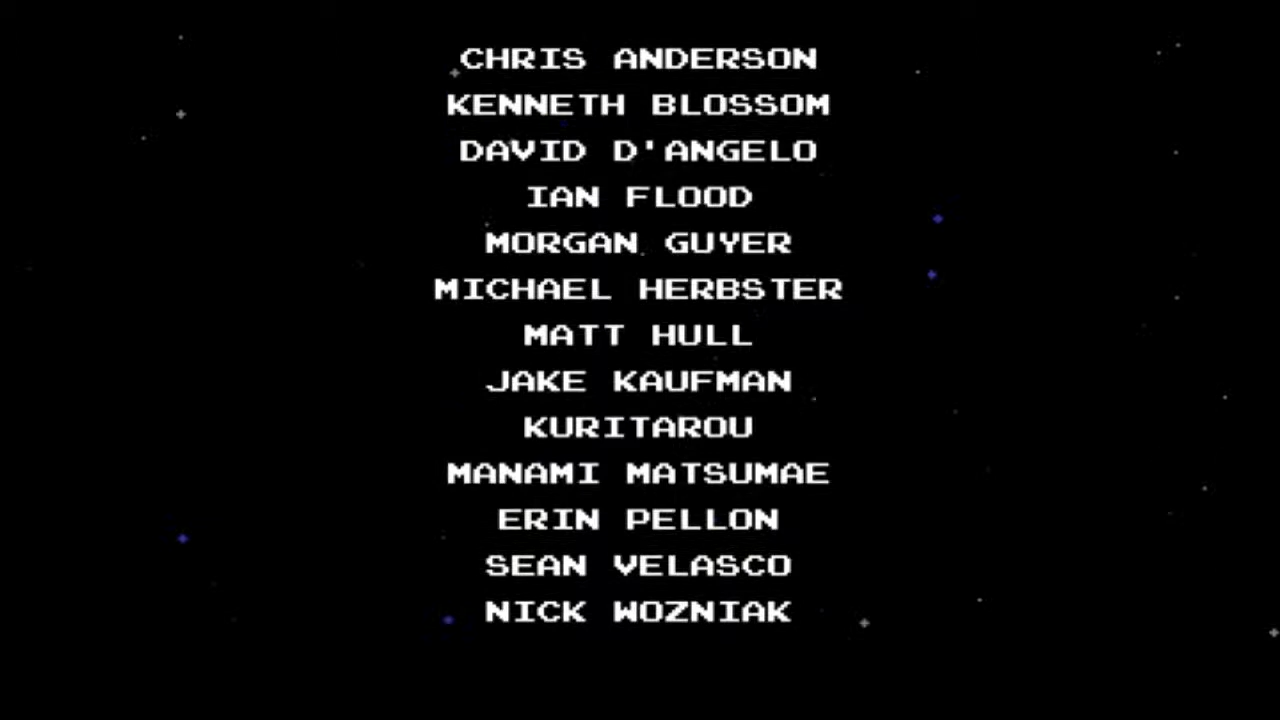 CHRIS ANDERSON
KENNETH BLOSSOM
DAVID D'ANGELO
IAN FLOOD
MORGAN GUYER
MICHAEL HERBSTER
MATT HULL
JAKE KAUFMAN
KURITAROU
MANAMI MATSUMAE
ERIN PELLON
SEAN VELASCO
NICK WOZNIAK